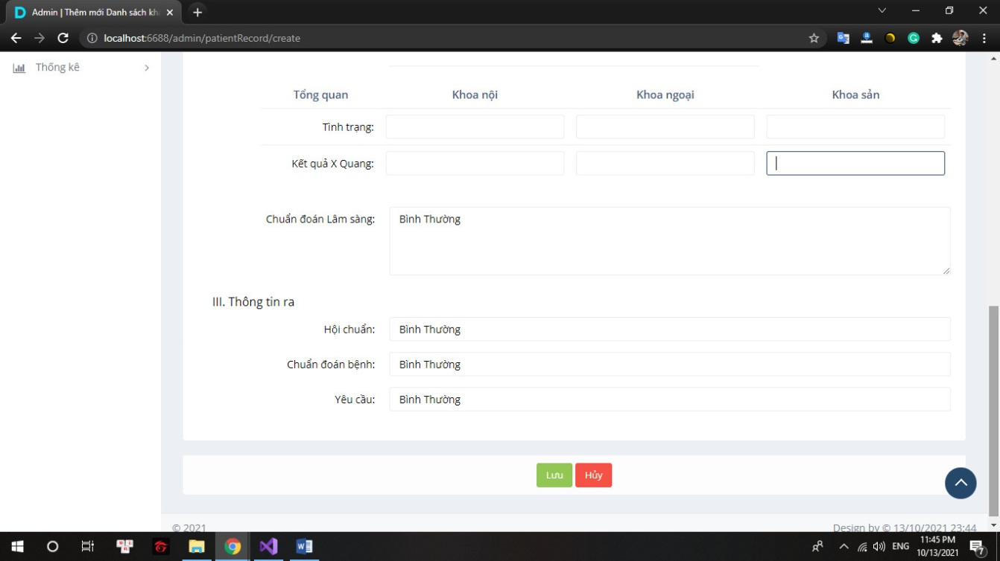 Admin | Thêm mới Danh sách kh
localhost:6688/admin/patientRecord/create
Thống kê
Tổng quan Khoa nội Khoa ngoại Khoa sản
Tình trạng:
Kết quả X Quang:
Chuẩn đoán Lâm sàng: Bình Thường
III. Thông tin ra
Hội chuẩn: Bình Thường
Chuẩn đoán bệnh: Bình Thường
Yêu cầu: Bình Thường
Lưu Hủy
© 2021 Design by © 13/10/2021 23:44
ENG 11:45 PM
10/13/2021 7